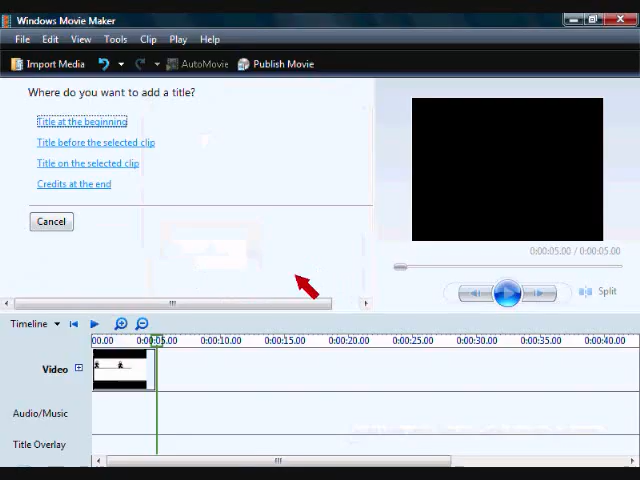 Windows Movie Maker
File Edit View Tools Clip Play Help
Import Media AutoMovie Publish Movie
Where do you want to add a title?
Title at the beginning
Title before the selected clip
Title on the selected clip
Credits at the end
Cancel
0:00:05.00 / 0:00:05.00
Split
Timeline
00.00 0:00:05.00 0:00:10.00 0:00:15.00 0:00:20.00 0:00:25.00 0:00:30.00 0:00:35.00 0:00:40.00
Video
Audio/Music
Title Overlay